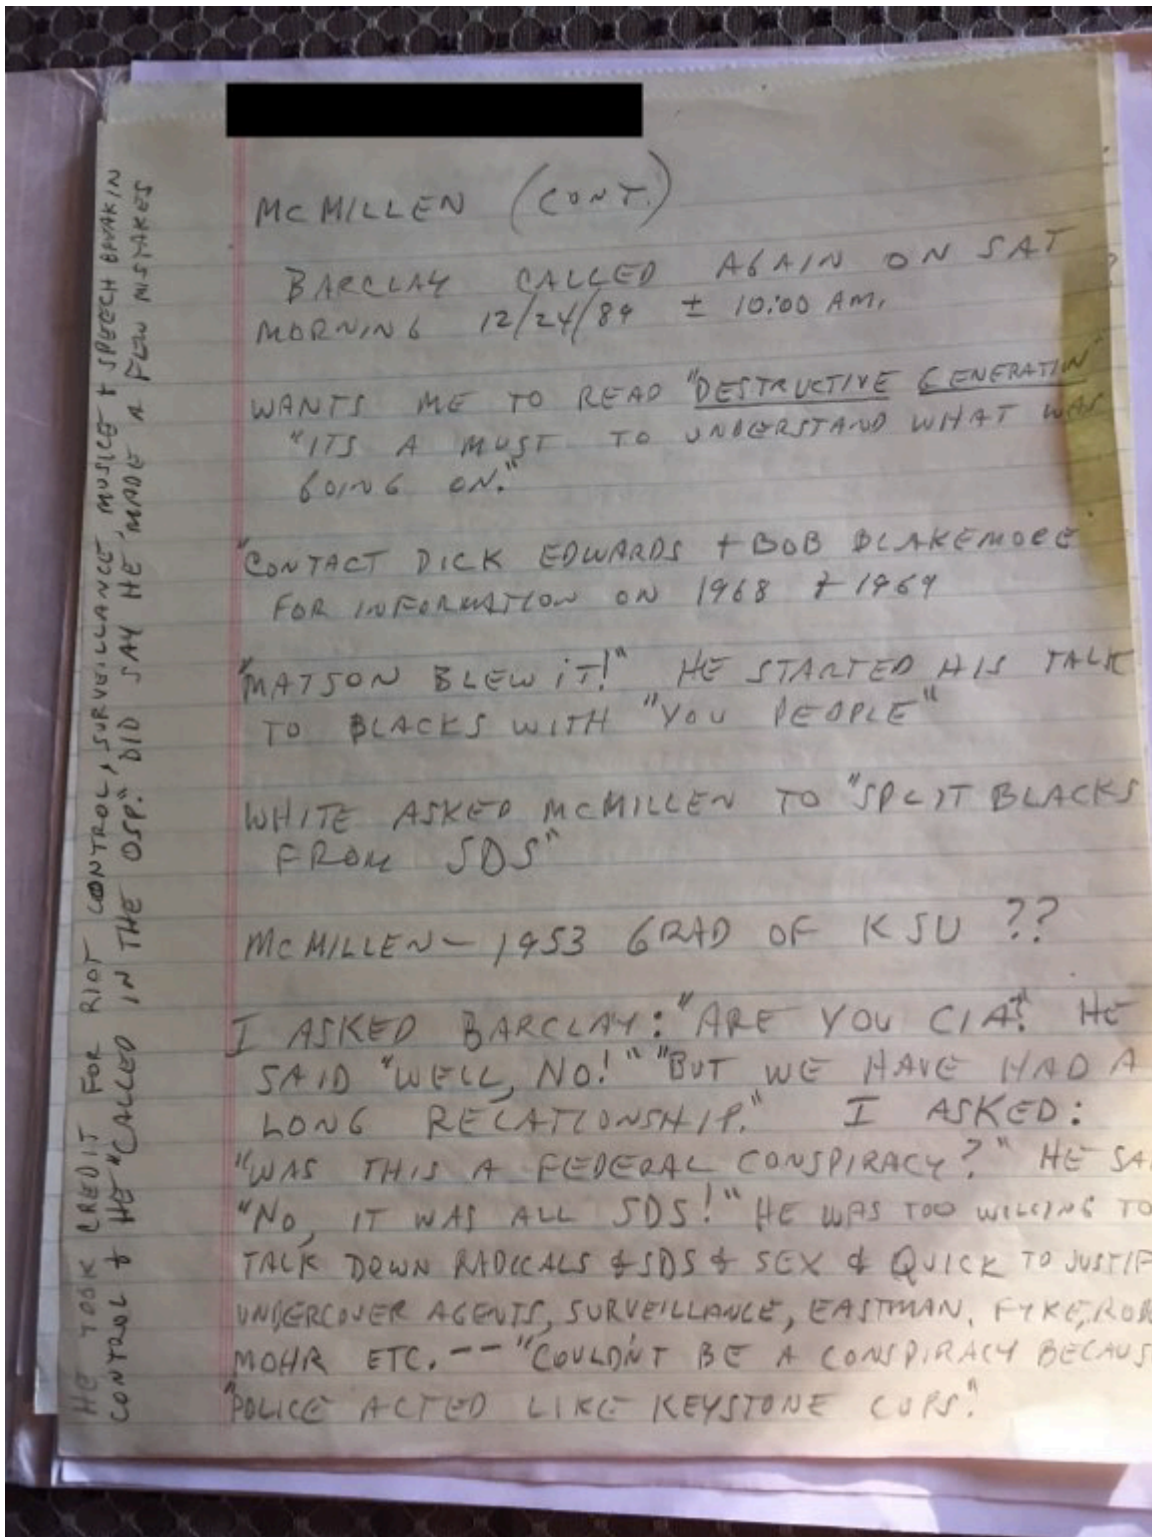 McMILLEN (CONT.)
BARCLAY CALLED AGAIN ON SAT
MORNING 12/24/89 ± 10:00 AM.
WANTS ME TO READ "DESTRUCTIVE GENERATIN"
"ITS A MUST TO UNDERSTAND WHAT WAS
GOING ON."
"CONTACT DICK EDWARDS + BOB BLAKEMORE
FOR INFORMATION ON 1968 & 1969
"MATSON BLEW iT!" HE STARTED HIS TALK
TO BLACKS WITH "YOU PEOPLE"
WHITE ASKED McMILLEN TO "SPLIT BLACKS
FROM SDS"
McMILLEN - 1953 GRAD OF KSU ??
I ASKED BARCLAY: "ARE YOU CIA?" HE
SAID "WELL, NO!" "BUT WE HAVE HAD A
LONG RELATIONSHIP." I ASKED:
"WAS THIS A FEDERAL CONSPIRACY?" HE SA
"NO, IT WAS ALL SDS!" HE WAS TOO WILLING TO
TALK DOWN RADICALS & SDS & SEX & QUICK TO JUSTIF
UNDERCOVER AGENTS, SURVEILLANCE, EASTMAN, FYKE,
MOHR ETC. -- "COULDN'T BE A CONSPIRACY BECAUS
"POLICE ACTED LIKE KEYSTONE COPS."
HE TOOK CREDIT FOR RIOT CONTROL, SURVEILLANCE, MUSIC + SPEECH
CONTROL & HE "CALLED IN THE OSP." DID SAY HE MADE A FEW MISTAKES